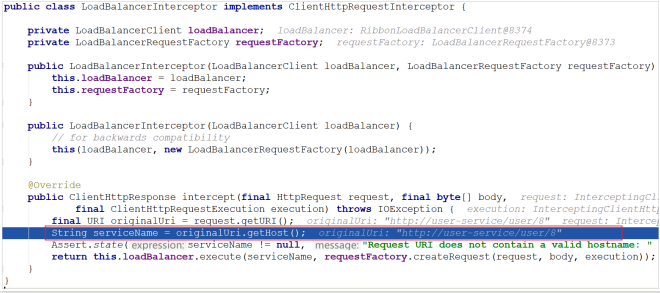 public class LoadBalancerInterceptor implements ClientHttpRequestInterceptor {
private LoadBalancerClient loadBalancer; loadBalancer: RibbonLoadBalancerClient@8374
private LoadBalancerRequestFactory requestFactory; requestFactory: LoadBalancerRequestFactory@8373
public LoadBalancerInterceptor(LoadBalancerClient loadBalancer, LoadBalancerRequestFactory requestFactory)
this.loadBalancer = loadBalancer;
this.requestFactory = requestFactory;
}
public LoadBalancerInterceptor(LoadBalancerClient loadBalancer) {
// for backwards compatibility
this(loadBalancer, new LoadBalancerRequestFactory(loadBalancer));
}
@Override
public ClientHttpResponse intercept(final HttpRequest request, final byte[] body, request: InterceptingCl
final ClientHttpRequestExecution execution) throws IOException { execution: InterceptingClientHtt
final URI originalUri = request.getURI(); originalUri: "http://user-service/user/8" request: Intercep
String serviceName = originalUri.getHost(); originalUri: "http://user-service/user/8"
Assert.state( expression: serviceName != null, message: "Request URI does not contain a valid hostname: "
return this.loadBalancer.execute(serviceName, requestFactory.createRequest(request, body, execution));
}
}